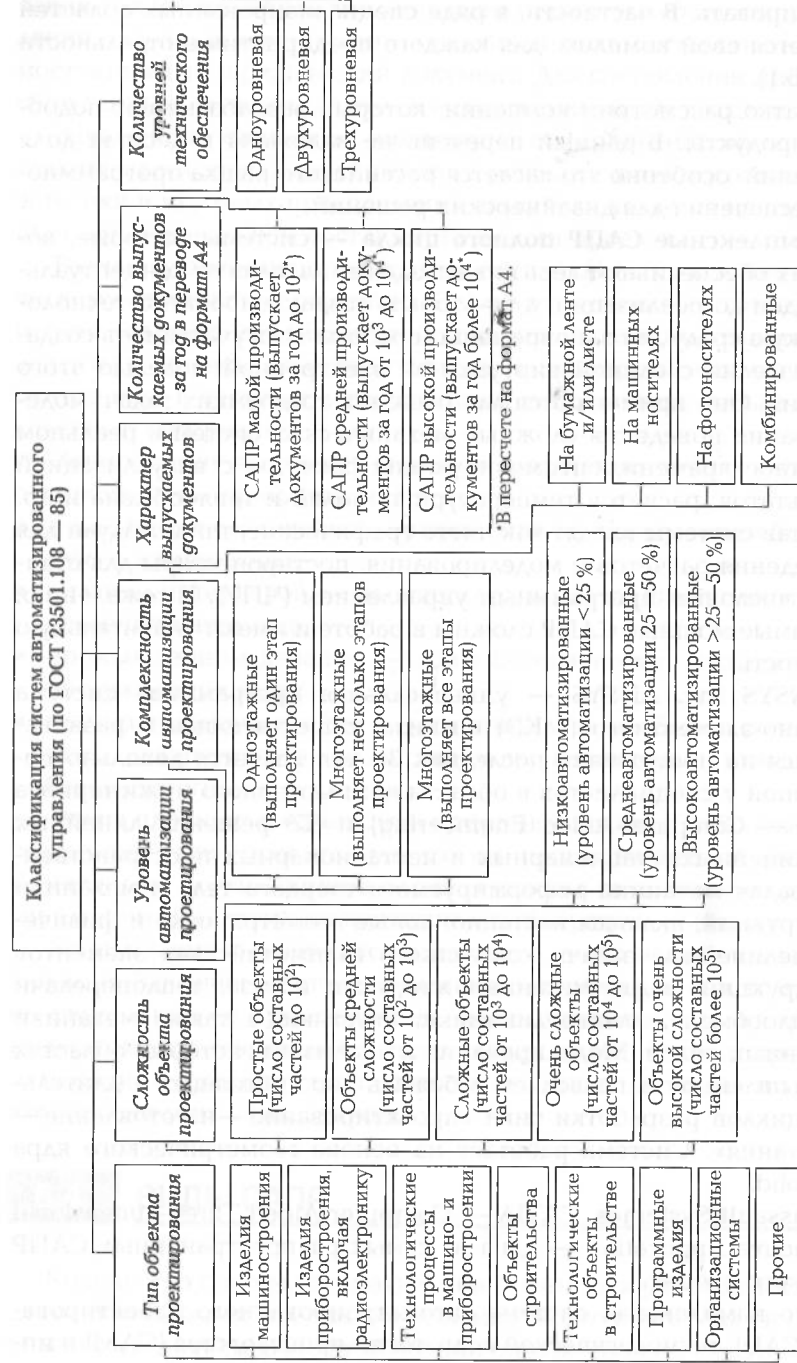 Классификация систем автоматизированного
управления (по ГОСТ 23501.108 — 85)
Тип объекта
проектирования
Изделия
машиностроения
Изделия
приборостроения,
включая
радиоэлектронику
Технологические
процессы
в машино- и
приборостроении
Объекты
строительства
Технологические
объекты
в строительстве
Программные
изделия
Организационные
системы
Прочие
Сложность
объекта
проектирования
Простые объекты
(число составных
частей до 10²)
Объекты средней
сложности
(число составных
частей от 10² до 10³)
Сложные объекты
(число составных
частей от 10³ до 10⁴)
Очень сложные
объекты
(число составных
частей от 10⁴ до 10⁵)
Объекты очень
высокой сложности
(число составных
частей более 10⁵)
Уровень
автоматизации
проетирования
Низкоавтоматизированные
(уровень автоматизации <25 %)
Среднеавтоматизированные
(уровень автоматизации 25—50 %)
Высокоавтоматизированные
(уровень автоматизации >25—50 %)
Комплексность
автоматизации
проектирования
Одноэтажные
(выполняет один этап
проектирования)
Многоэтажные
(выполняет несколько этапов
проектирования)
Многоэтажные
(выполняет все этапы
проектирования)
Характер
выпускаемых
документов
На бумажной ленте
и/или листе
На машинных
носителях
На фотоносителях
Комбинированные
Количество выпус-
каемых документов
за год в переводе
на формат А4
САПР малой производи-
тельности (выпускает
документов за год до 10²*)
САПР средней производи-
тельности (выпускает доку-
ментов за год от 10³ до 10⁴*)
САПР высокой производи-
тельности (выпускает до-
кументов за год более 10⁴*)
*В пересчете на формат А4.
Количество
уровней
технического
обеспечения
Одноуровневая
Двухуровневая
Трехуровневая